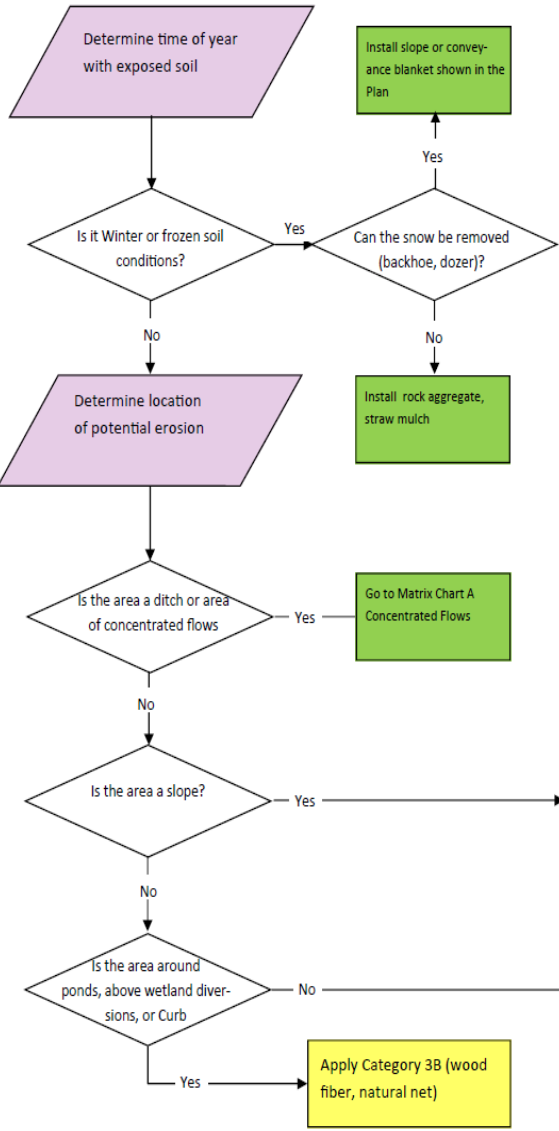 Determine time of year
with exposed soil
Install slope or convey-
ance blanket shown in the
Plan
Yes
Is it Winter or frozen soil
conditions?
Yes
Can the snow be removed
(backhoe, dozer)?
No
No
Determine location
of potential erosion
Install rock aggregate,
straw mulch
Is the area a ditch or area
of concentrated flows
Yes
Go to Matrix Chart A
Concentrated Flows
No
Is the area a slope?
Yes
No
Is the area around
ponds, above wetland diver-
sions, or Curb
No
Yes
Apply Category 3B (wood
fiber, natural net)